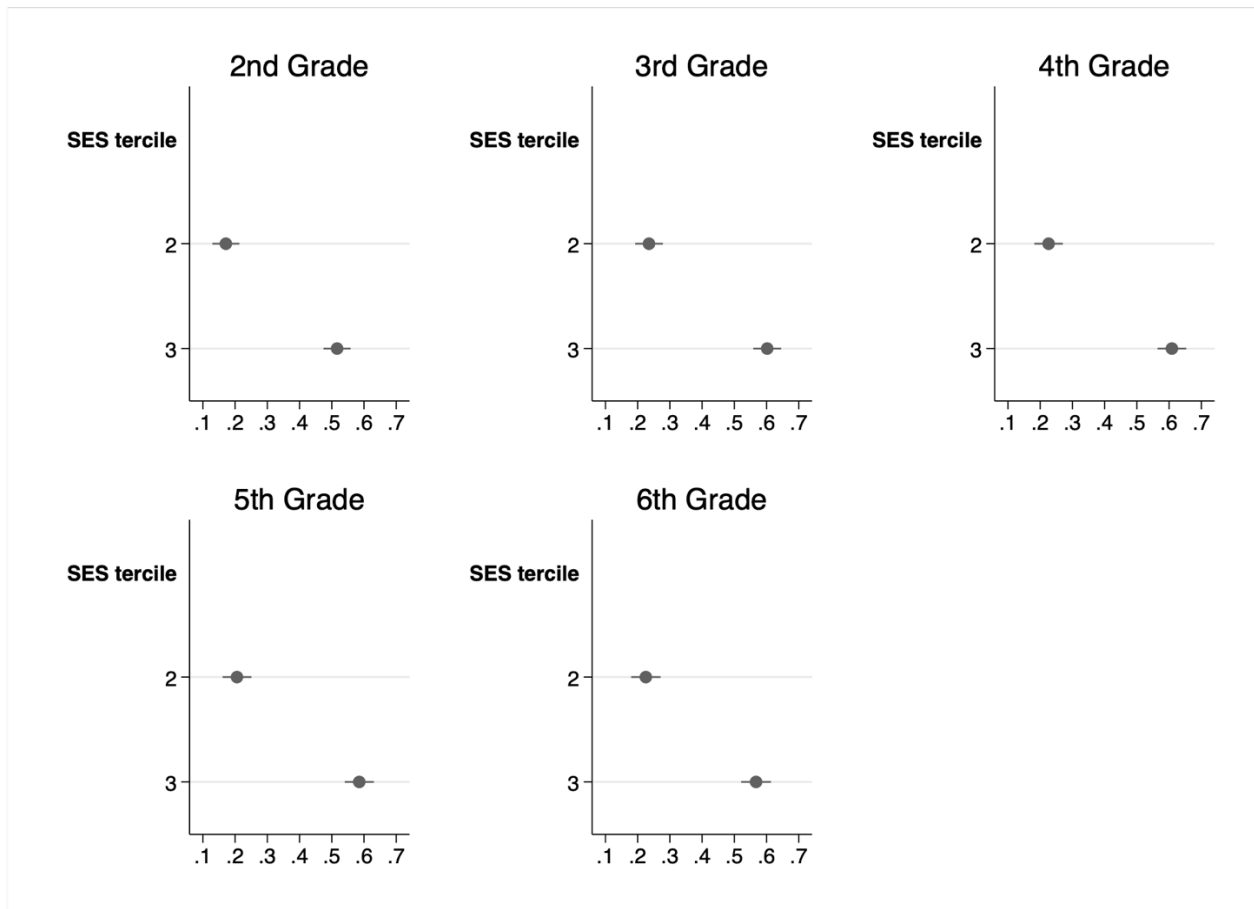 2nd Grade
SES tercile
2
3
.1 .2 .3 .4 .5 .6 .7
3rd Grade
SES tercile
2
3
.1 .2 .3 .4 .5 .6 .7
4th Grade
SES tercile
2
3
.1 .2 .3 .4 .5 .6 .7
5th Grade
SES tercile
2
3
.1 .2 .3 .4 .5 .6 .7
6th Grade
SES tercile
2
3
.1 .2 .3 .4 .5 .6 .7